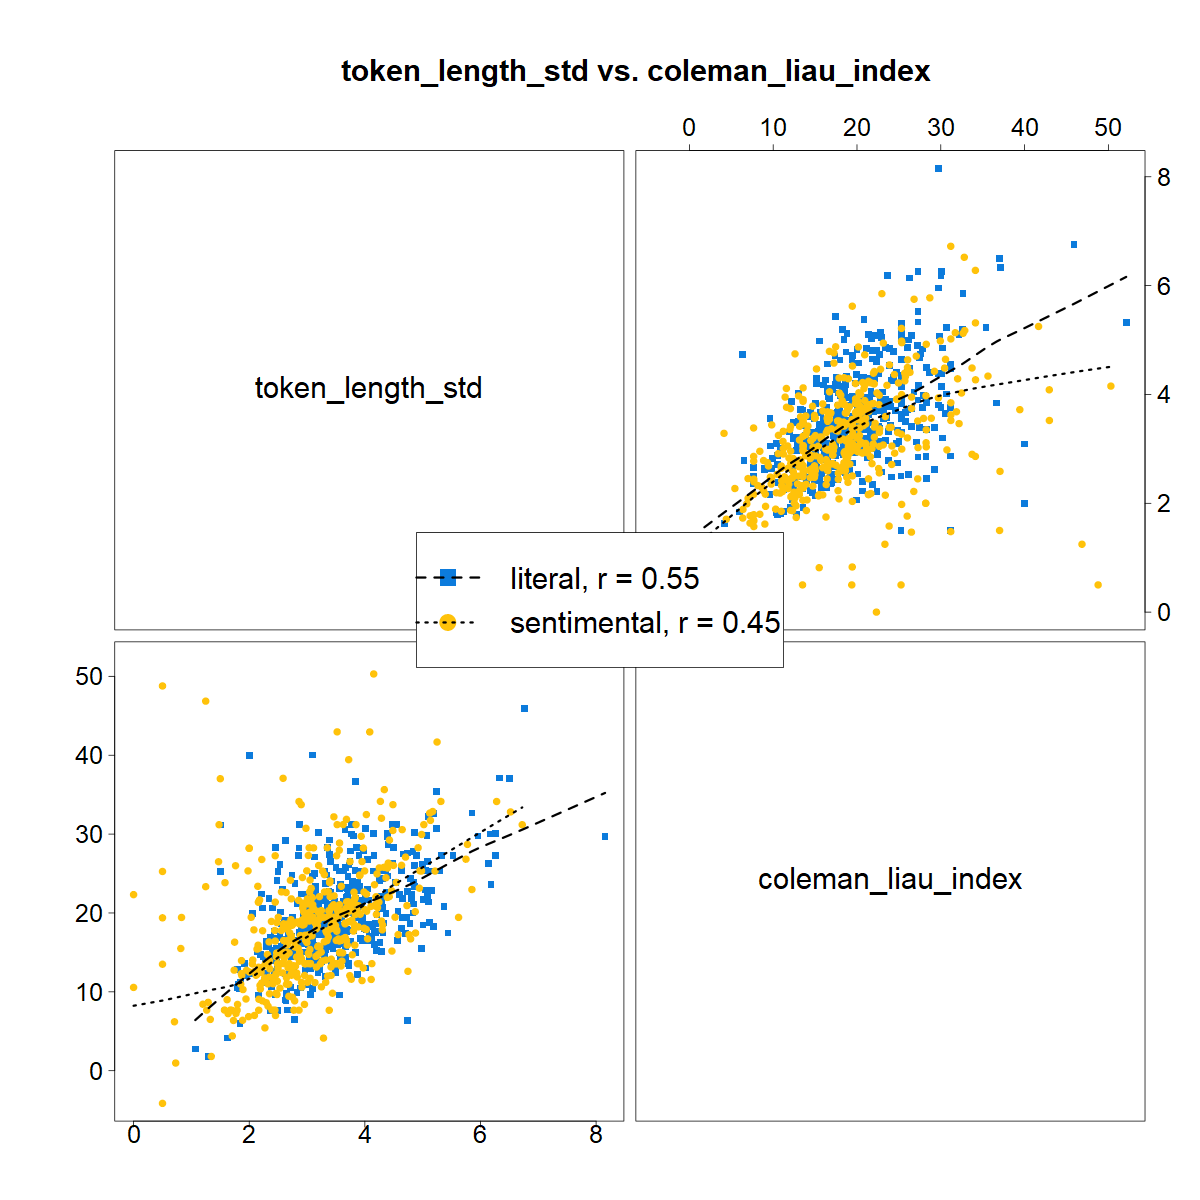 token_length_std vs. coleman_liau_index
0 10 20 30 40 50
token_length_std
8
6
4
2
0
literal, r = 0.55
sentimental, r = 0.45
50
40
30
20
10
0
coleman_liau_index
0 2 4 6 8